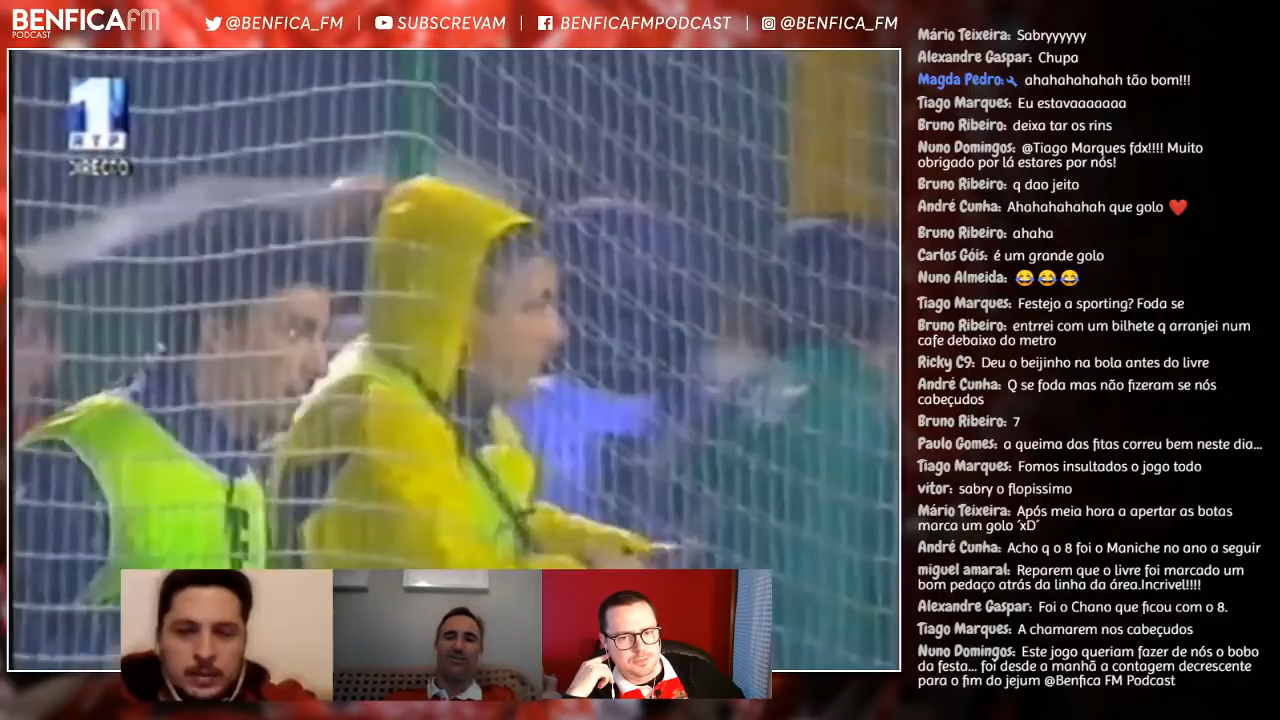 BENFICAFM
PODCAST
@BENFICA_FM | SUBSCREVAM | BENFICAFMPODCAST | @BENFICA_FM
1
RTP
DIRECTO
Mário Teixeira: Sabryyyyyy
Alexandre Gaspar: Chupa
Magda Pedro: ahahahahahah tão bom!!!
Tiago Marques: Eu estavaaaaaaa
Bruno Ribeiro: deixa tar os rins
Nuno Domingos: @Tiago Marques fdx!!!! Muito
obrigado por lá estares por nós!
Bruno Ribeiro: q dao jeito
André Cunha: Ahahahahahah que golo ❤️
Bruno Ribeiro: ahaha
Carlos Góis: é um grande golo
Nuno Almeida: 😂😂😂
Tiago Marques: Festejo a sporting? Foda se
Bruno Ribeiro: entrrei com um bilhete q arranjei num
cafe debaixo do metro
Ricky C9: Deu o beijinho na bola antes do livre
André Cunha: Q se foda mas não fizeram se nós
cabeçudos
Bruno Ribeiro: 7
Paulo Gomes: a queima das fitas correu bem neste dia...
Tiago Marques: Fomos insultados o jogo todo
vitor: sabry o flopissimo
Mário Teixeira: Após meia hora a apertar as botas
marca um golo ´xD´
André Cunha: Acho q o 8 foi o Maniche no ano a seguir
miguel amaral: Reparem que o livre foi marcado um
bom pedaço atrás da linha da área.Incrivel!!!!
Alexandre Gaspar: Foi o Chano que ficou com o 8.
Tiago Marques: A chamarem nos cabeçudos
Nuno Domingos: Este jogo queriam fazer de nós o bobo
da festa... foi desde a manhã a contagem decrescente
para o fim do jejum @Benfica FM Podcast